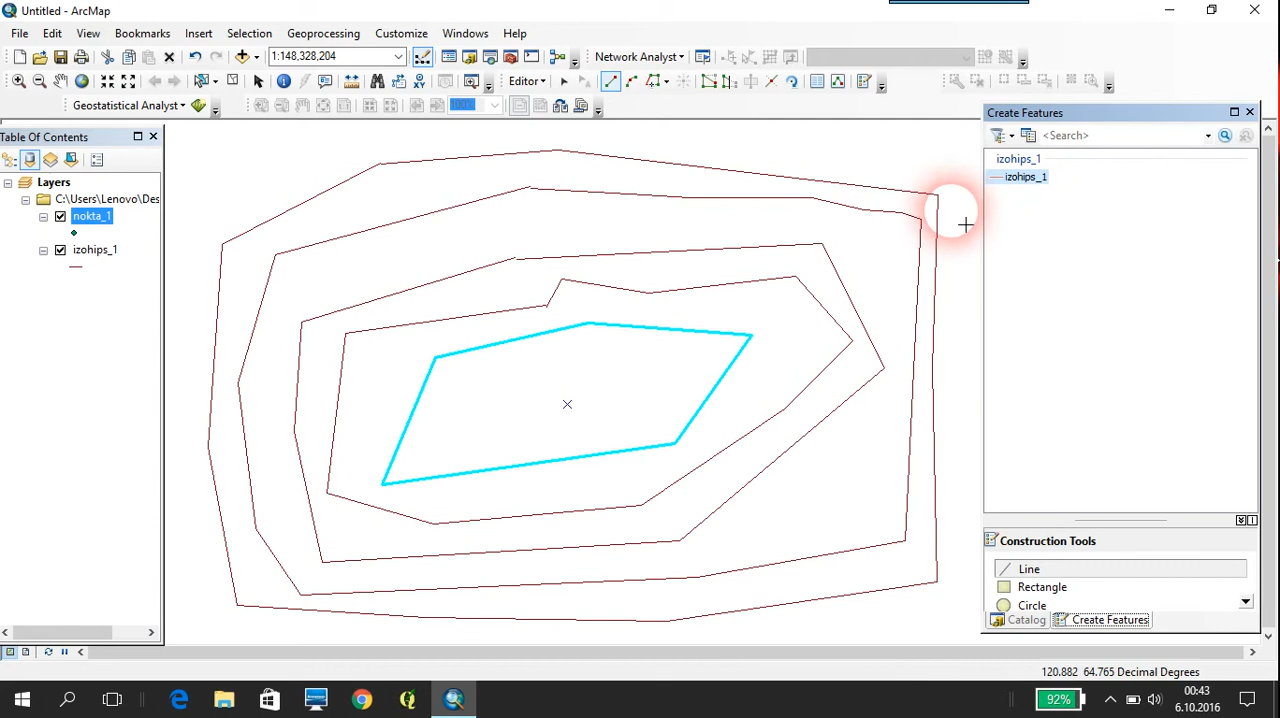 Untitled - ArcMap
File Edit View Bookmarks Insert Selection Geoprocessing Customize Windows Help
1:148,328,204 Network Analyst
Editor
Geostatistical Analyst 100%
Table Of Contents
Layers
C:\Users\Lenovo\Des
nokta_1
izohips_1
Create Features
<Search>
izohips_1
izohips_1
Construction Tools
Line
Rectangle
Circle
Catalog Create Features
120.882 64.765 Decimal Degrees
92%
00:43
6.10.2016